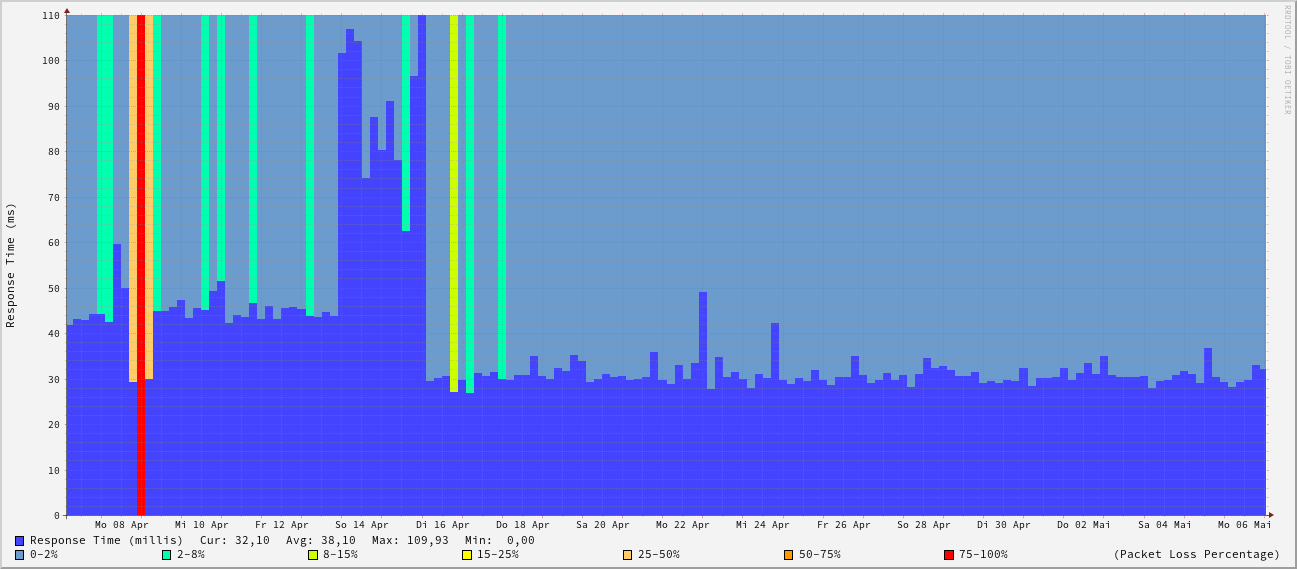 110
100
90
80
70
60
50
40
30
20
10
0
Response Time (ms)
RRDTOOL / TOBI OETIKER
Mo 08 Apr Mi 10 Apr Fr 12 Apr So 14 Apr Di 16 Apr Do 18 Apr Sa 20 Apr Mo 22 Apr Mi 24 Apr Fr 26 Apr So 28 Apr Di 30 Apr Do 02 Mai Sa 04 Mai Mo 06 Mai
Response Time (millis) Cur: 32,10 Avg: 38,10 Max: 109,93 Min: 0,00
0-2% 2-8% 8-15% 15-25% 25-50% 50-75% 75-100% (Packet Loss Percentage)